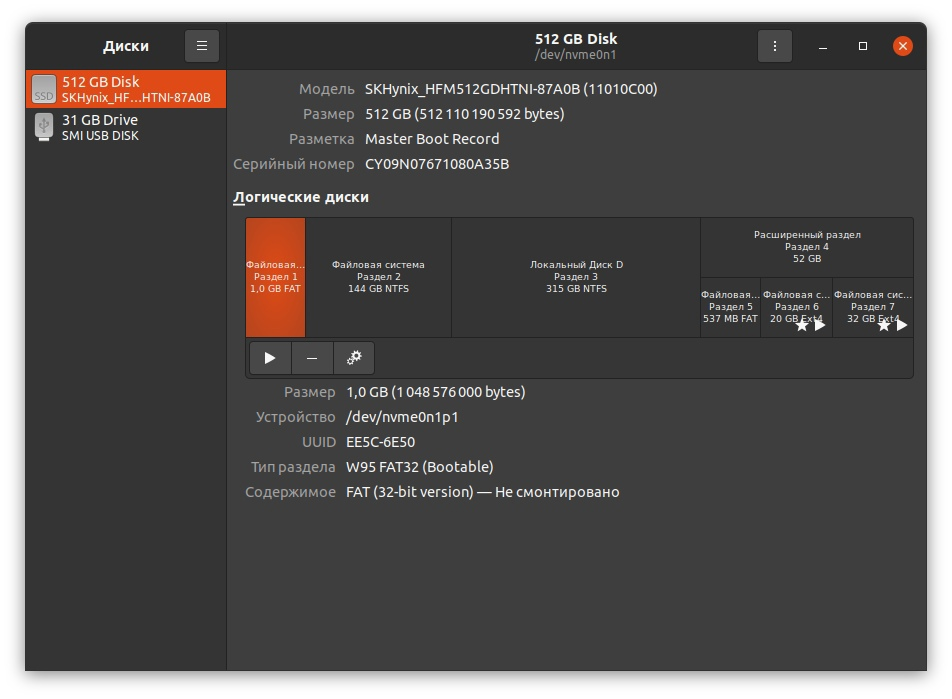 Диски
512 GB Disk
/dev/nvme0n1
SSD
512 GB Disk
SKHynix_HF…HTNI-87A0B
31 GB Drive
SMI USB DISK
Модель SKHynix_HFM512GDHTNI-87A0B (11010C00)
Размер 512 GB (512 110 190 592 bytes)
Разметка Master Boot Record
Серийный номер CY09N07671080A35B
Логические диски
Файловая…
Раздел 1
1,0 GB FAT
Файловая система
Раздел 2
144 GB NTFS
Локальный Диск D
Раздел 3
315 GB NTFS
Расширенный раздел
Раздел 4
52 GB
Файловая…
Раздел 5
537 MB FAT
Файловая с…
Раздел 6
20 GB Ext4
Файловая сис…
Раздел 7
32 GB Ext4
Размер 1,0 GB (1 048 576 000 bytes)
Устройство /dev/nvme0n1p1
UUID EE5C-6E50
Тип раздела W95 FAT32 (Bootable)
Содержимое FAT (32-bit version) — Не смонтировано